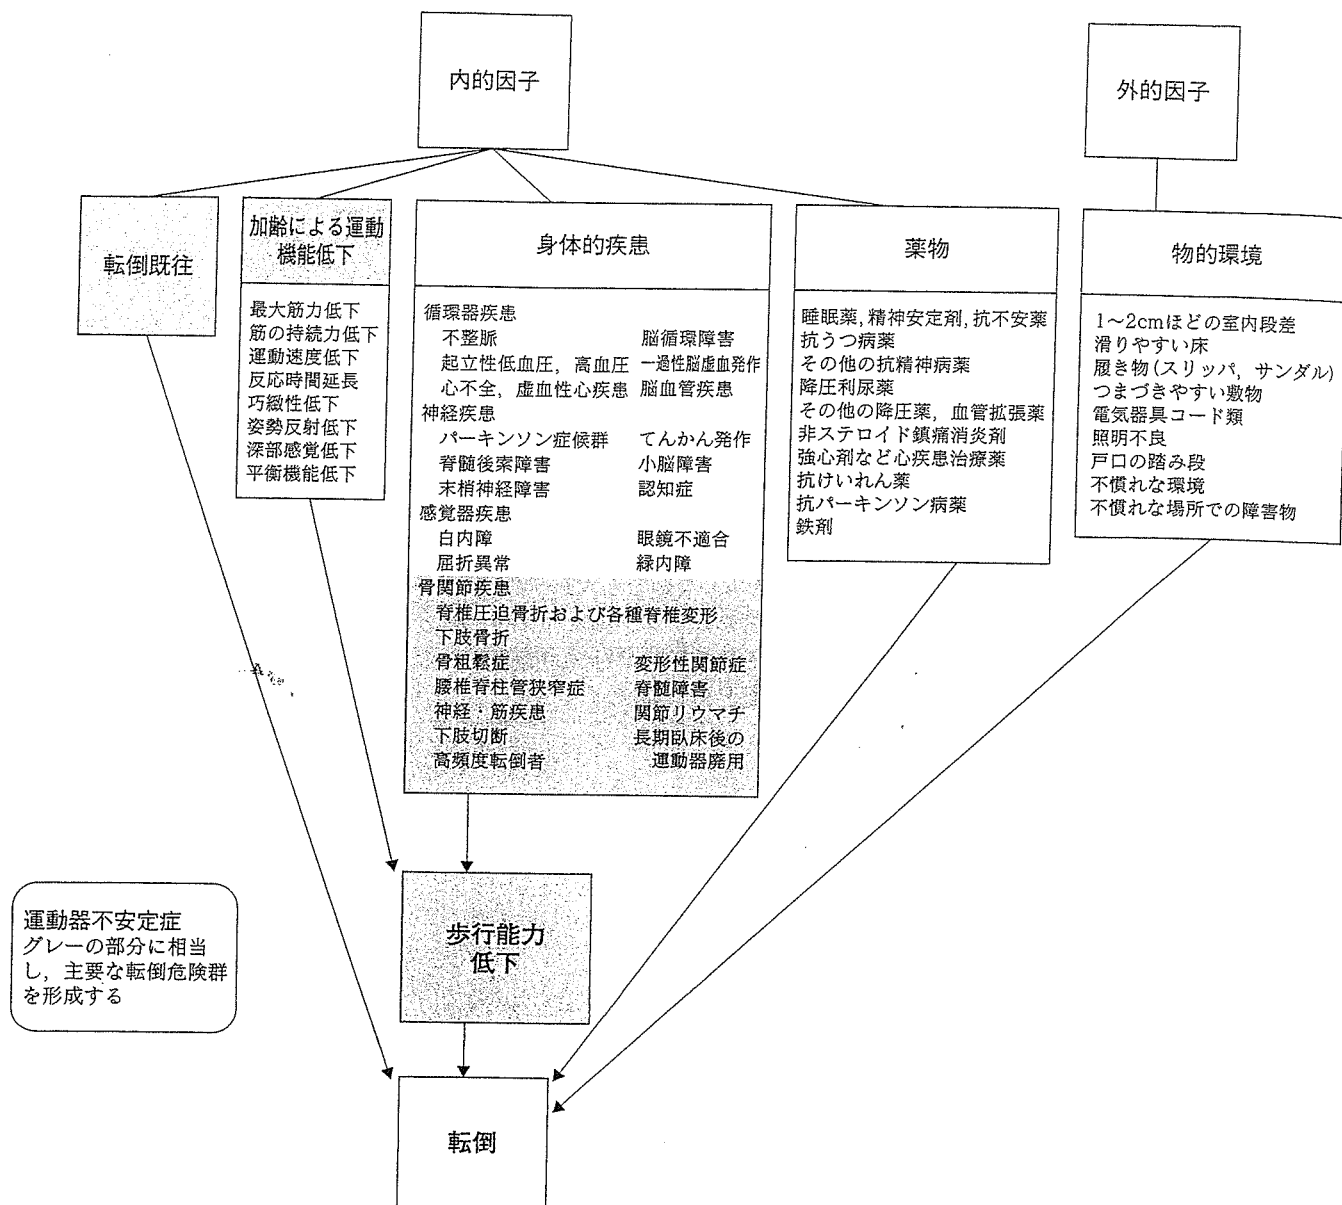 内的因子
外的因子
転倒既往
加齢による運動
機能低下
最大筋力低下
筋の持続力低下
運動速度低下
反応時間延長
巧緻性低下
姿勢反射低下
深部感覚低下
平衡機能低下
身体的疾患
循環器疾患
不整脈 脳循環障害
起立性低血圧，高血圧 一過性脳虚血発作
心不全，虚血性心疾患 脳血管疾患
神経疾患
パーキンソン症候群 てんかん発作
脊髄後索障害 小脳障害
末梢神経障害 認知症
感覚器疾患
白内障 眼鏡不適合
屈折異常 緑内障
骨関節疾患
脊椎圧迫骨折および各種脊椎変形
下肢骨折
骨粗鬆症 変形性関節症
腰椎脊柱管狭窄症 脊髄障害
神経・筋疾患 関節リウマチ
下肢切断 長期臥床後の
高頻度転倒者 運動器廃用
薬物
睡眠薬，精神安定剤，抗不安薬
抗うつ病薬
その他の抗精神病薬
降圧利尿薬
その他の降圧薬，血管拡張薬
非ステロイド鎮痛消炎剤
強心剤など心疾患治療薬
抗けいれん薬
抗パーキンソン病薬
鉄剤
物的環境
1～2cmほどの室内段差
滑りやすい床
履き物(スリッパ，サンダル)
つまづきやすい敷物
電気器具コード類
照明不良
戸口の踏み段
不慣れな環境
不慣れな場所での障害物
歩行能力
低下
運動器不安定症
グレーの部分に相当
し，主要な転倒危険群
を形成する
転倒